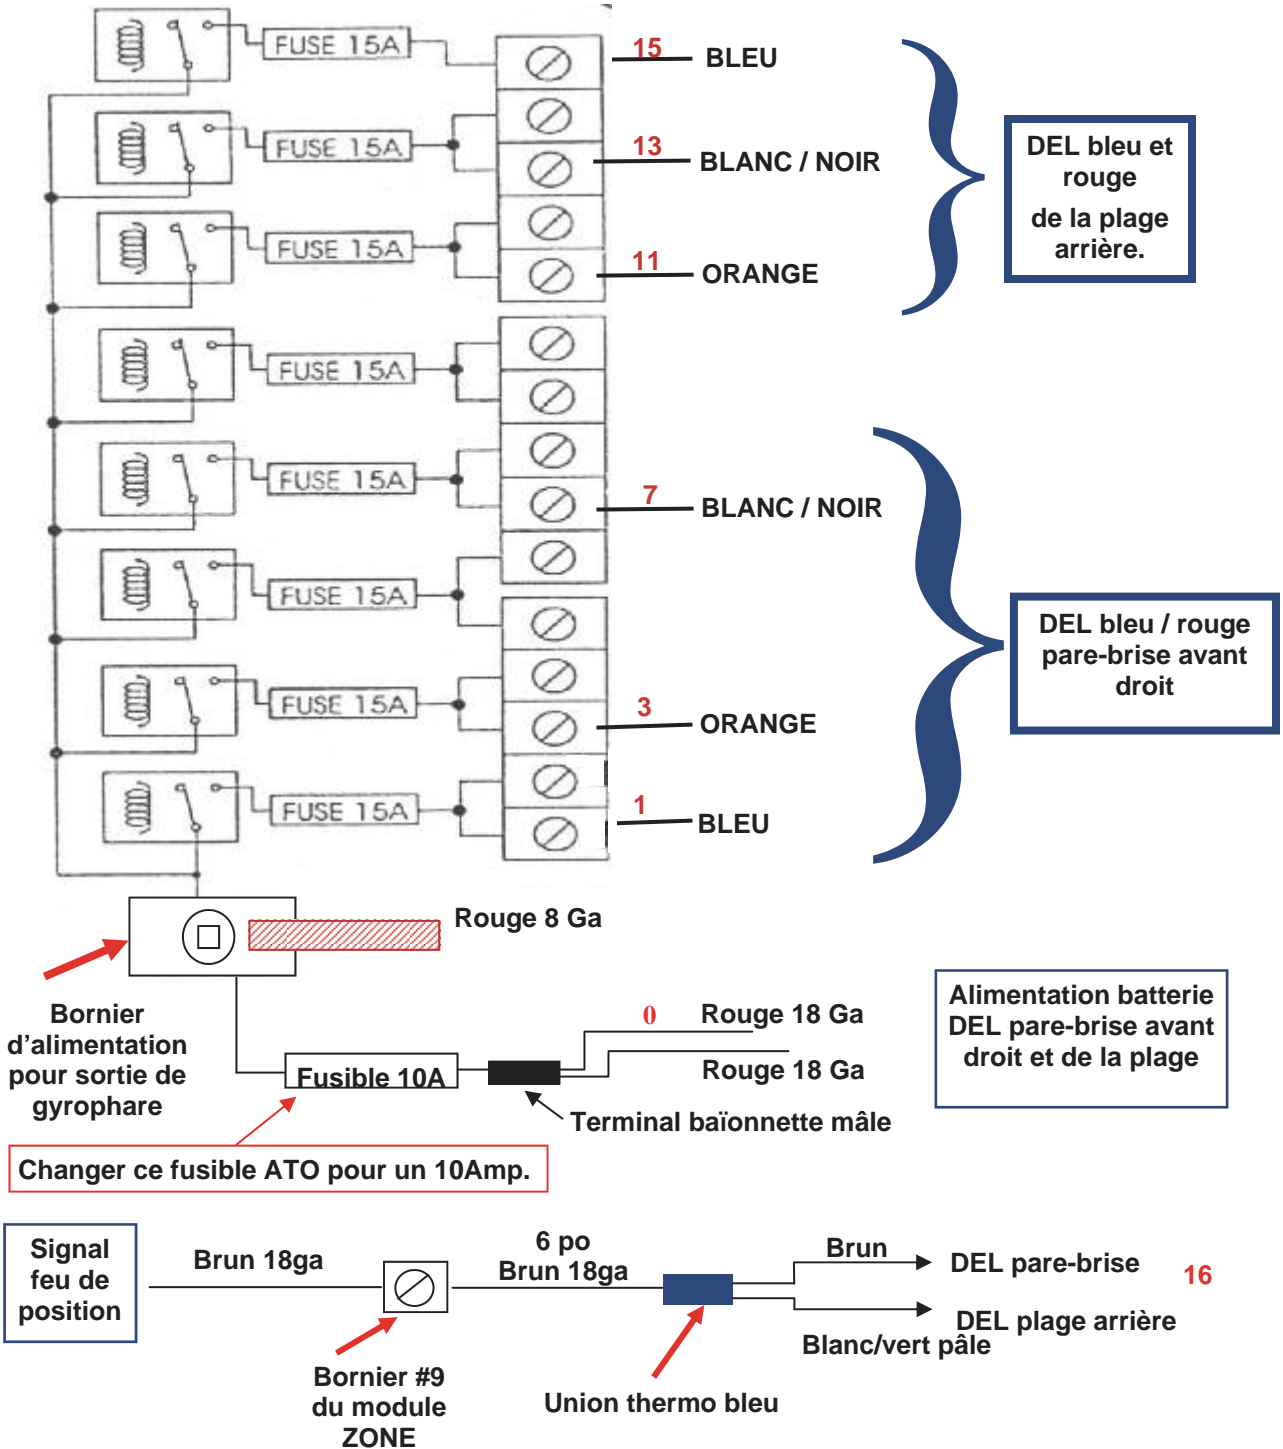 FUSE 15A
15
BLEU
FUSE 15A
13
BLANC / NOIR
DEL bleu et
rouge
de la plage
arrière.
FUSE 15A
11
ORANGE
FUSE 15A
FUSE 15A
7
BLANC / NOIR
FUSE 15A
DEL bleu / rouge
pare-brise avant
droit
FUSE 15A
3
ORANGE
FUSE 15A
1
BLEU
Rouge 8 Ga
Bornier
d'alimentation
pour sortie de
gyrophare
0
Rouge 18 Ga
Rouge 18 Ga
Alimentation batterie
DEL pare-brise avant
droit et de la plage
Fusible 10A
Terminal baïonnette mâle
Changer ce fusible ATO pour un 10Amp.
Signal
feu de
position
Brun 18ga
6 po
Brun 18ga
Brun
DEL pare-brise
16
DEL plage arrière
Blanc/vert pâle
Bornier #9
du module
ZONE
Union thermo bleu